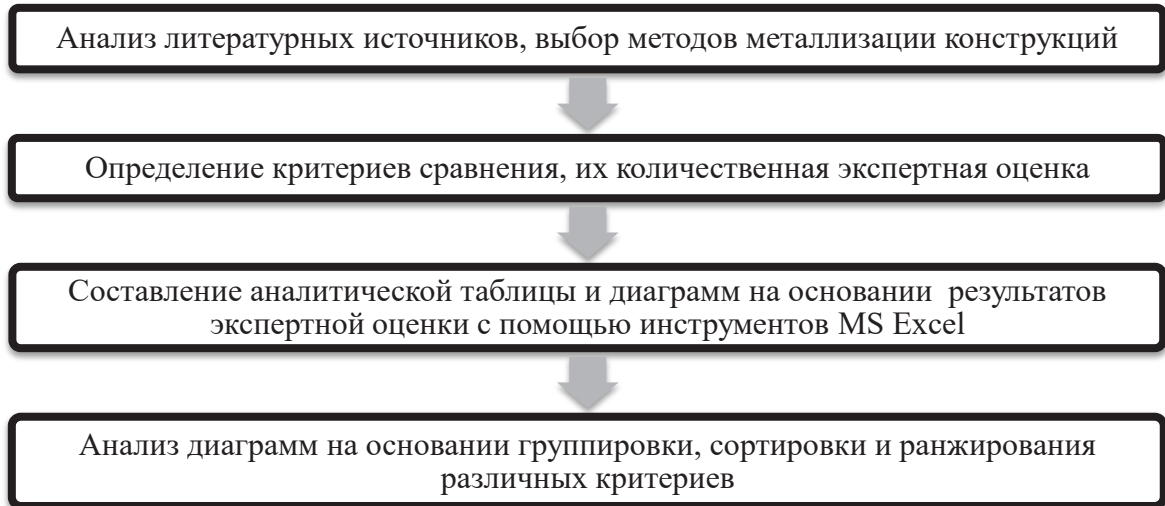 Анализ литературных источников, выбор методов металлизации конструкций
Определение критериев сравнения, их количественная экспертная оценка
Составление аналитической таблицы и диаграмм на основании результатов
экспертной оценки с помощью инструментов MS Excel
Анализ диаграмм на основании группировки, сортировки и ранжирования
различных критериев